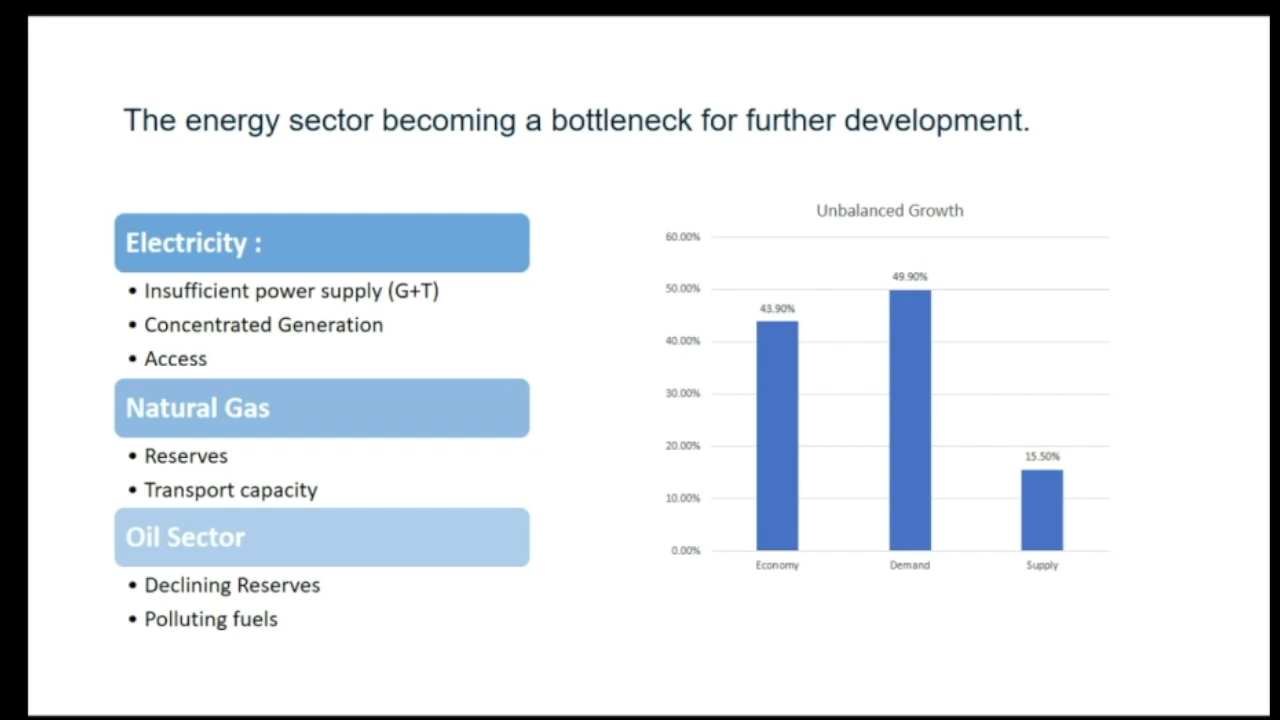 The energy sector becoming a bottleneck for further development.
Electricity :
• Insufficient power supply (G+T)
• Concentrated Generation
• Access
Natural Gas
• Reserves
• Transport capacity
Oil Sector
• Declining Reserves
• Polluting fuels
Unbalanced Growth
60.00%
50.00%
40.00%
30.00%
20.00%
10.00%
0.00%
43.90%
49.90%
15.50%
Economy
Demand
Supply